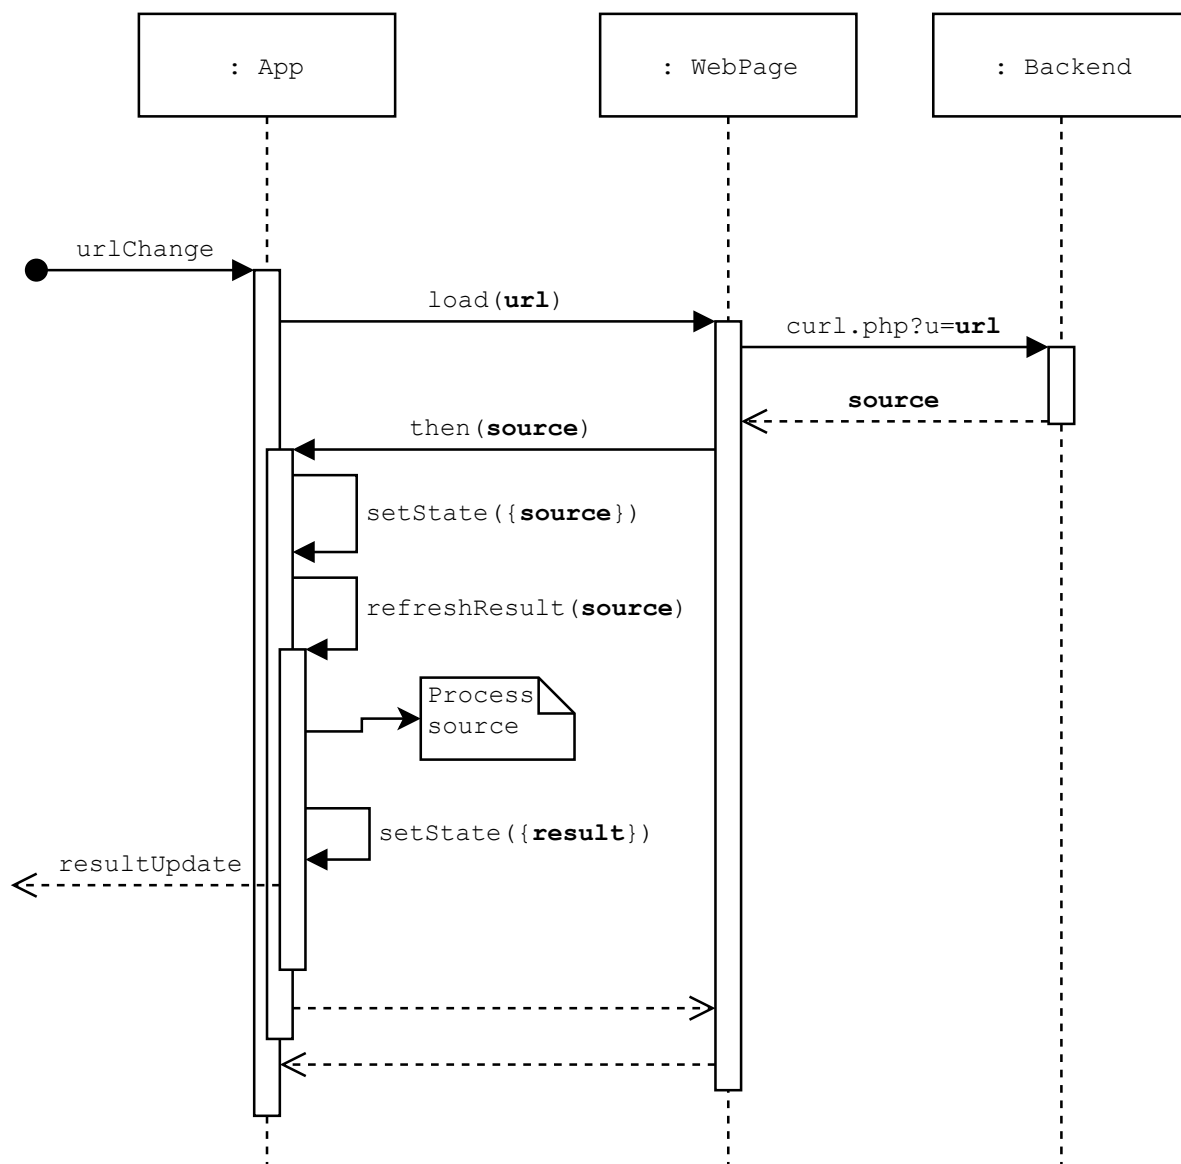 : App
: WebPage
: Backend
urlChange
load(url)
curl.php?u=url
source
then(source)
setState({source})
refreshResult(source)
Process
source
setState({result})
resultUpdate